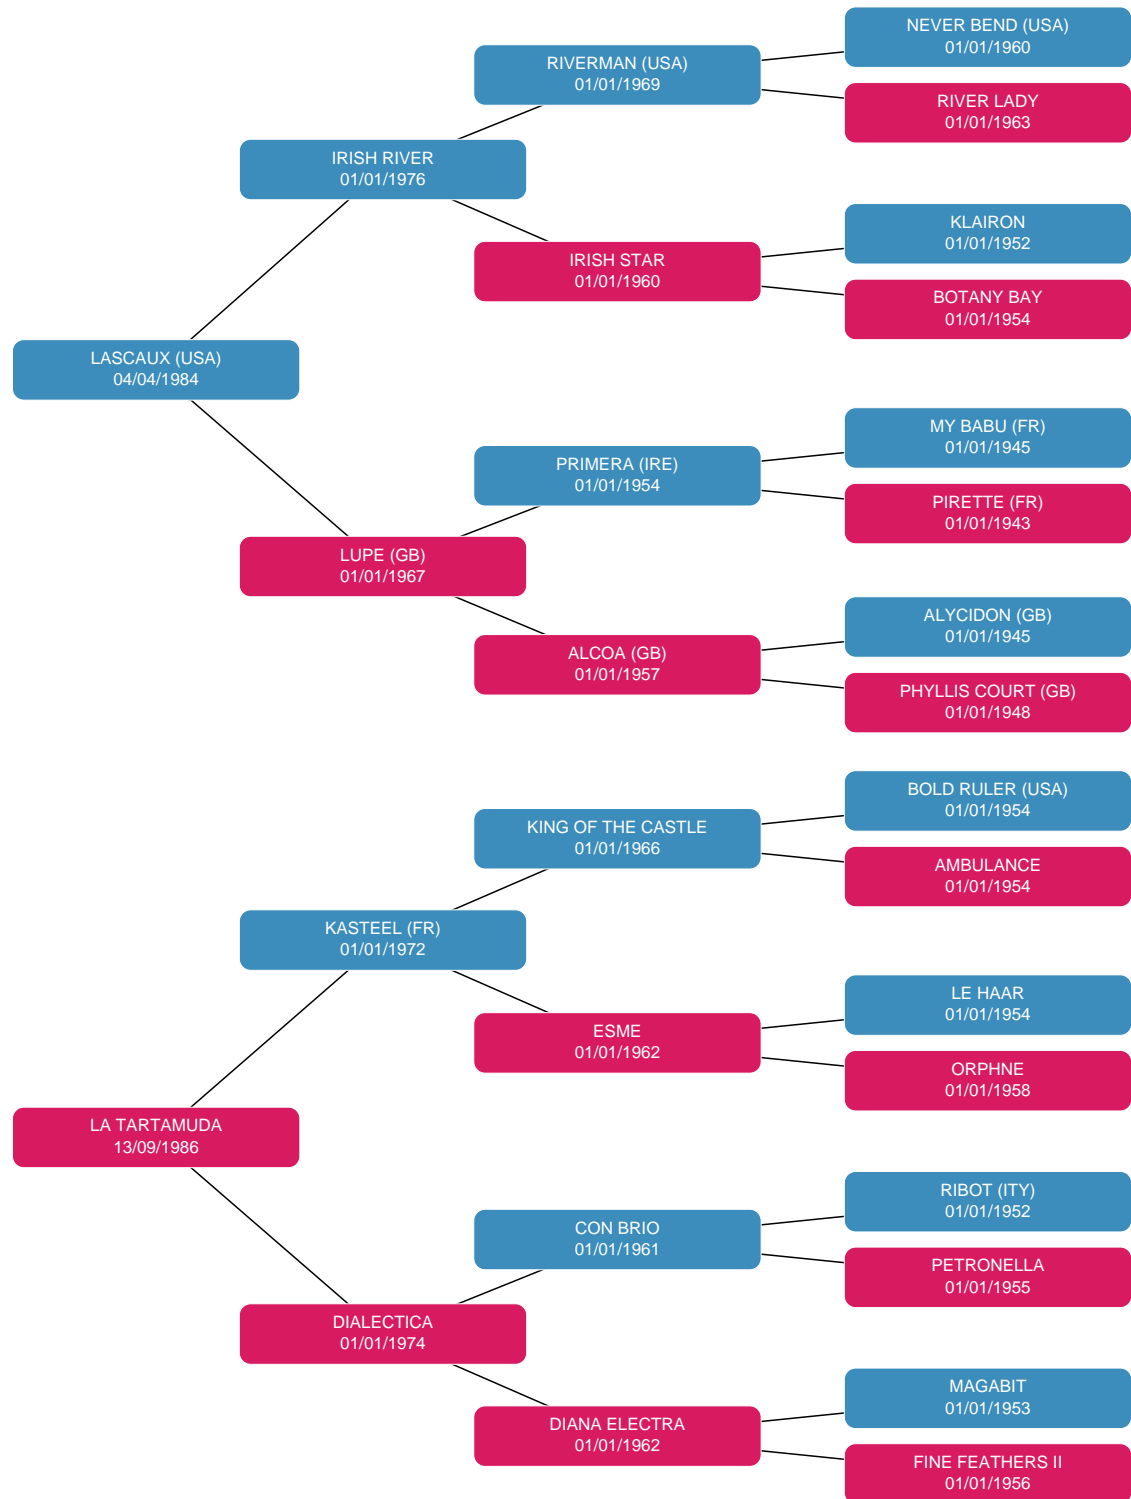 NEVER BEND (USA)
01/01/1960
RIVERMAN (USA)
01/01/1969
RIVER LADY
01/01/1963
IRISH RIVER
01/01/1976
KLAIRON
01/01/1952
IRISH STAR
01/01/1960
BOTANY BAY
01/01/1954
LASCAUX (USA)
04/04/1984
MY BABU (FR)
01/01/1945
PRIMERA (IRE)
01/01/1954
PIRETTE (FR)
01/01/1943
LUPE (GB)
01/01/1967
ALYCIDON (GB)
01/01/1945
ALCOA (GB)
01/01/1957
PHYLLIS COURT (GB)
01/01/1948
BOLD RULER (USA)
01/01/1954
KING OF THE CASTLE
01/01/1966
AMBULANCE
01/01/1954
KASTEEL (FR)
01/01/1972
LE HAAR
01/01/1954
ESME
01/01/1962
ORPHNE
01/01/1958
LA TARTAMUDA
13/09/1986
RIBOT (ITY)
01/01/1952
CON BRIO
01/01/1961
PETRONELLA
01/01/1955
DIALECTICA
01/01/1974
MAGABIT
01/01/1953
DIANA ELECTRA
01/01/1962
FINE FEATHERS II
01/01/1956